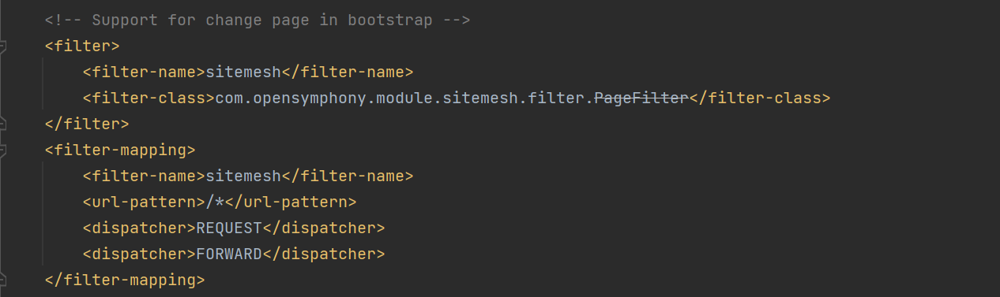 <!-- Support for change page in bootstrap -->
<filter>
<filter-name>sitemesh</filter-name>
<filter-class>com.opensymphony.module.sitemesh.filter.PageFilter</filter-class>
</filter>
<filter-mapping>
<filter-name>sitemesh</filter-name>
<url-pattern>/*</url-pattern>
<dispatcher>REQUEST</dispatcher>
<dispatcher>FORWARD</dispatcher>
</filter-mapping>